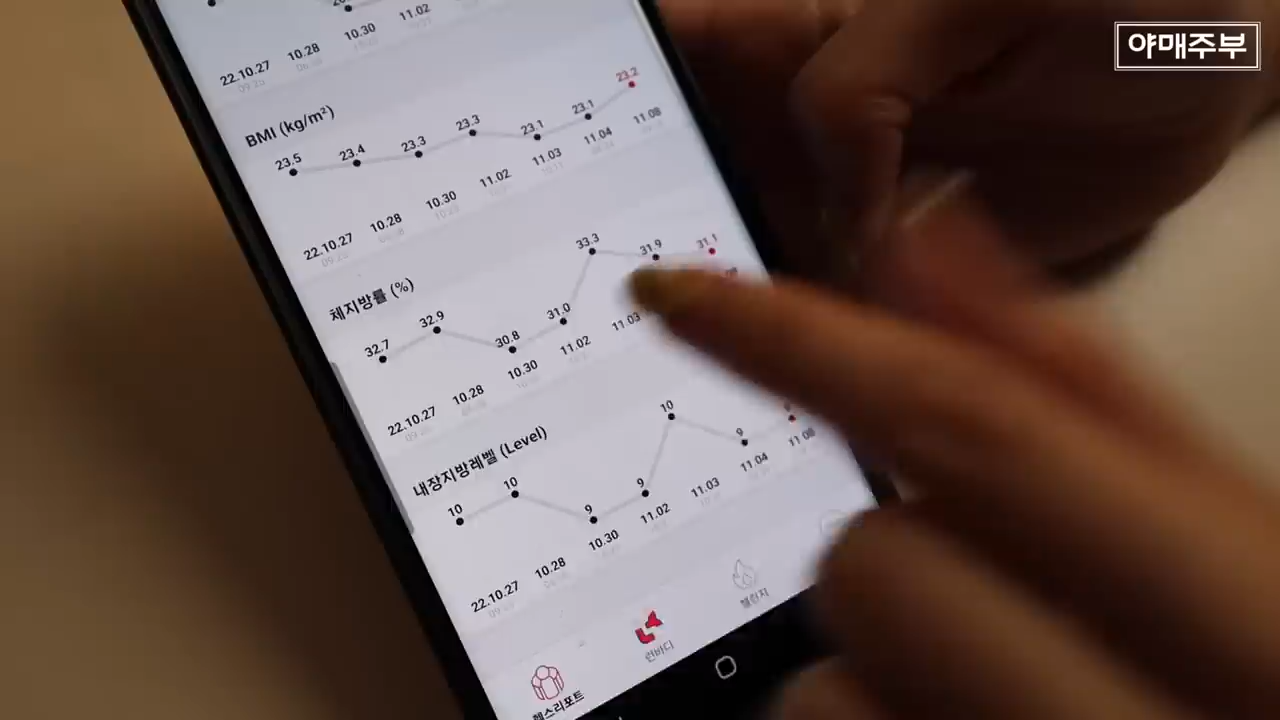 야매주부
22.10.27 10.28 10.30 11.02
BMI (kg/m²)
23.5 23.4 23.3 23.3 23.1 23.1 23.2
22.10.27 10.28 10.30 11.02 11.03 11.04 11.08
체지방률 (%)
32.7 32.9 30.8 31.0 33.3 31.9 31.1
22.10.27 10.28 10.30 11.02 11.03
내장지방레벨 (Level)
10 10 9 9 10 9
22.10.27 10.28 10.30 11.02 11.03 11.04 11.08
헬스리포트 런바디 챌린지